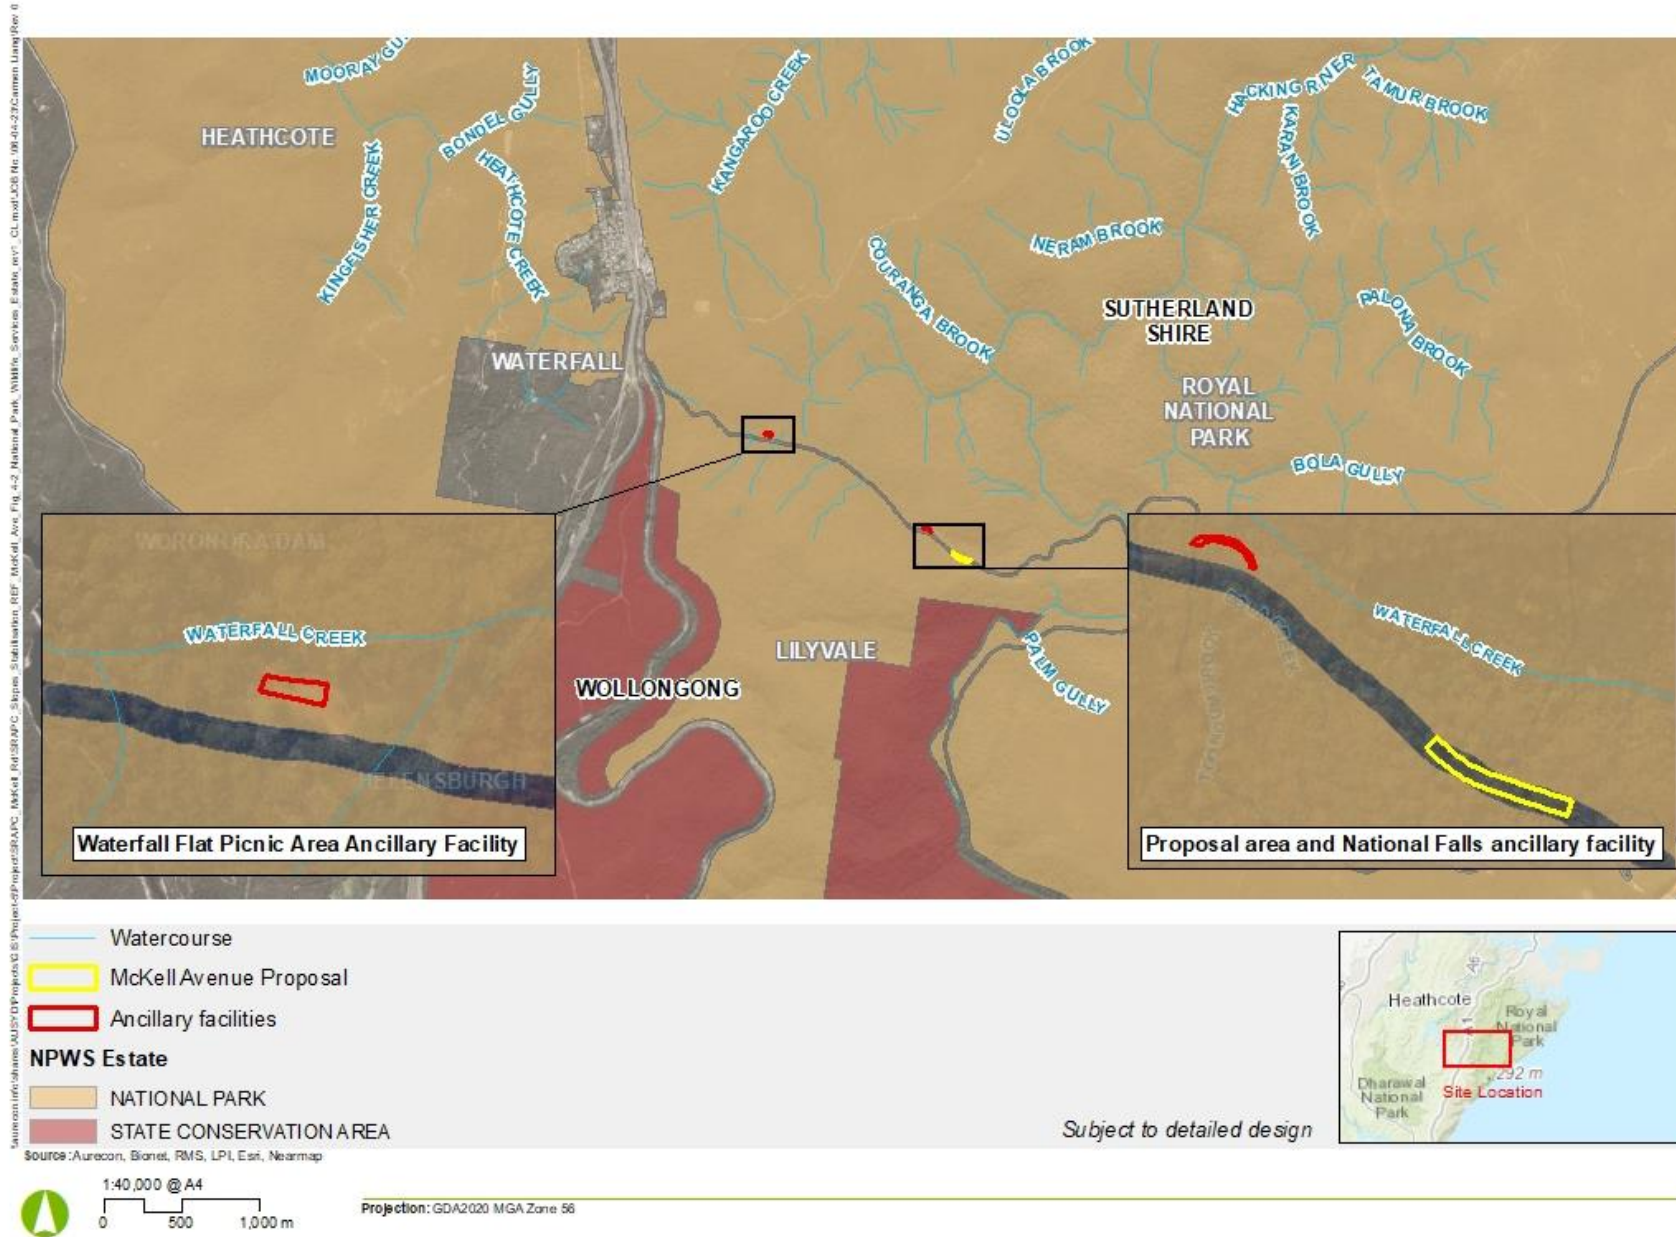 MOORAY GU
HEATHCOTE
BONDEL GULLY
KINGFISHER CREEK
HEATHCOTE CREEK
KANGAROO CREEK
ULOOLA BROOK
HACKING RIVER
TAMUR BROOK
KARANI BROOK
NERAM BROOK
COURANGA BROOK
SUTHERLAND
SHIRE
PALONA BROOK
WATERFALL
ROYAL
NATIONAL
PARK
BOLA GULLY
WORONORA DAM
WATERFALL CREEK
HELENSBURGH
Waterfall Flat Picnic Area Ancillary Facility
LILYVALE
WOLLONGONG
PALM GULLY
WATERFALL CREEK
Proposal area and National Falls ancillary facility
Watercourse
McKell Avenue Proposal
Ancillary facilities
NPWS Estate
NATIONAL PARK
STATE CONSERVATION AREA
Subject to detailed design
Heathcote
A6
A1
Royal
National
Park
292 m
Dharawal
National
Park
Site Location
Source: Aurecon, Bionet, RMS, LPI, Esri, Nearmap
1:40,000 @ A4
0 500 1,000 m
Projection: GDA2020 MGA Zone 56